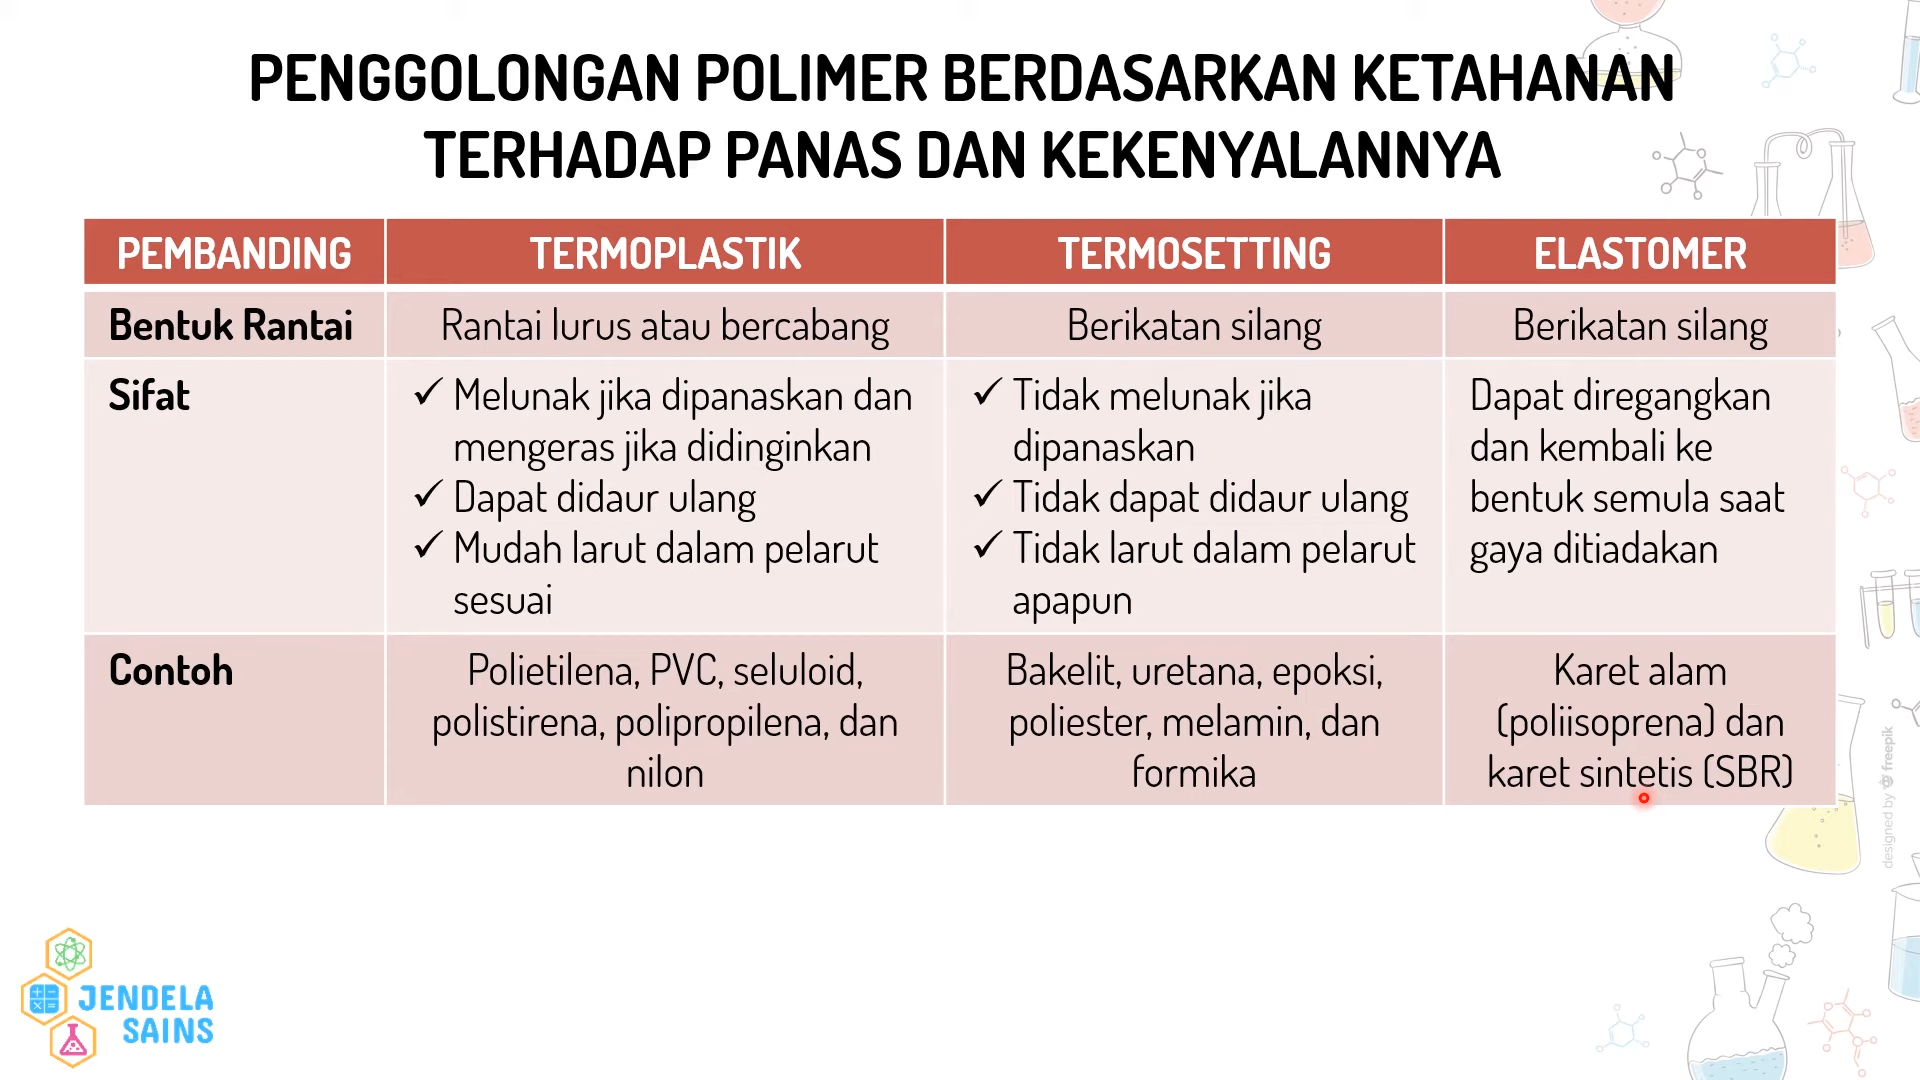 PENGGOLONGAN POLIMER BERDASARKAN KETAHANAN
TERHADAP PANAS DAN KEKENYALANNYA
PEMBANDING
TERMOPLASTIK
TERMOSETTING
ELASTOMER
Bentuk Rantai
Rantai lurus atau bercabang
Berikatan silang
Berikatan silang
Sifat
✓ Melunak jika dipanaskan dan
mengeras jika didinginkan
✓ Dapat didaur ulang
✓ Mudah larut dalam pelarut
sesuai
✓ Tidak melunak jika
dipanaskan
✓ Tidak dapat didaur ulang
✓ Tidak larut dalam pelarut
apapun
Dapat diregangkan
dan kembali ke
bentuk semula saat
gaya ditiadakan
Contoh
Polietilena, PVC, seluloid,
polistirena, polipropilena, dan
nilon
Bakelit, uretana, epoksi,
poliester, melamin, dan
formika
Karet alam
(poliisoprena) dan
karet sintetis (SBR)
designed by freepik
JENDELA
SAINS